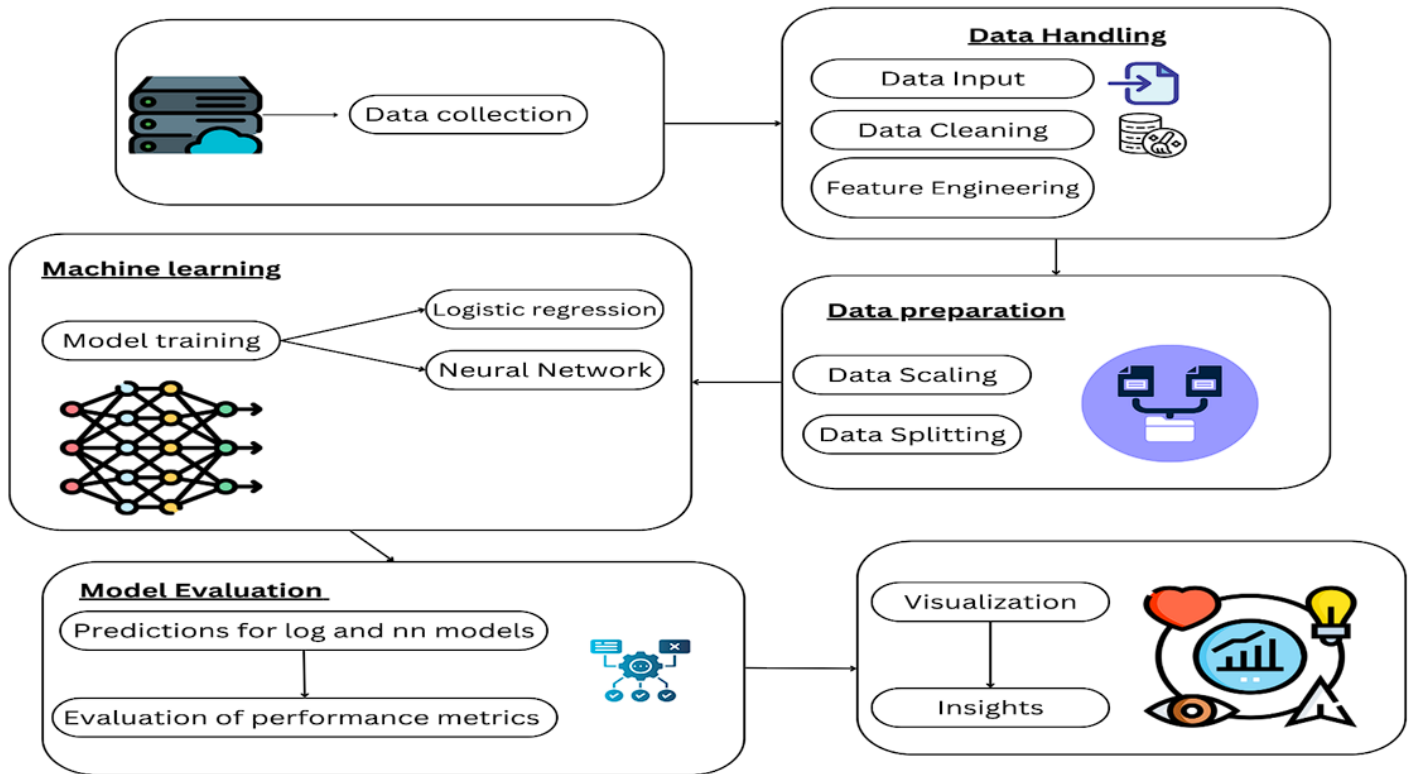 Data collection
Data Handling
Data Input
Data Cleaning
Feature Engineering
Data preparation
Data Scaling
Data Splitting
Machine learning
Model training
Logistic regression
Neural Network
Model Evaluation
Predictions for log and nn models
Evaluation of performance metrics
Visualization
Insights